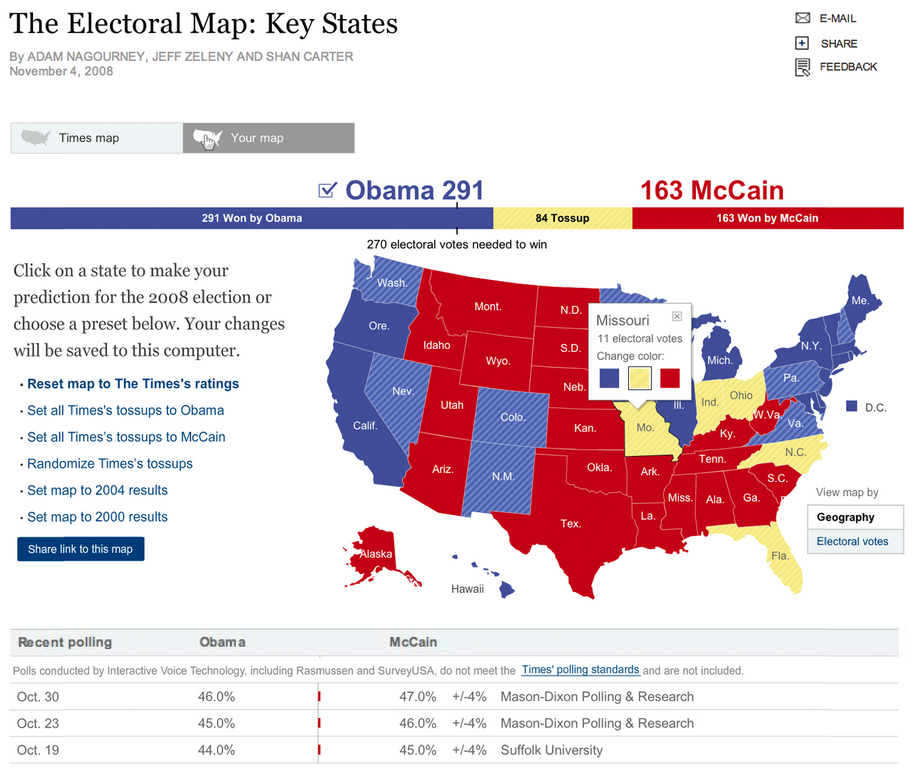 The Electoral Map: Key States
By ADAM NAGOURNEY, JEFF ZELENY AND SHAN CARTER
November 4, 2008
E-MAIL
SHARE
FEEDBACK
Times map
Your map
Obama 291
163 McCain
291 Won by Obama
84 Tossup
163 Won by McCain
270 electoral votes needed to win
Click on a state to make your
prediction for the 2008 election or
choose a preset below. Your changes
will be saved to this computer.
· Reset map to The Times's ratings
· Set all Times's tossups to Obama
· Set all Times's tossups to McCain
· Randomize Times's tossups
· Set map to 2004 results
· Set map to 2000 results
Share link to this map
Wash.
Ore.
Calif.
Nev.
Idaho
Mont.
Wyo.
Utah
Colo.
Ariz.
N.M.
N.D.
S.D.
Neb.
Kan.
Okla.
Tex.
Missouri
11 electoral votes
Change color:
Mo.
Ark.
La.
Ill.
Mich.
Ind.
Ohio
Ky.
Tenn.
Miss.
Ala.
Ga.
Fla.
S.C.
N.C.
Va.
W.Va.
Pa.
N.Y.
Me.
D.C.
Alaska
Hawaii
View map by
Geography
Electoral votes
Recent polling Obama McCain
Polls conducted by Interactive Voice Technology, including Rasmussen and SurveyUSA, do not meet the Times' polling standards and are not included.
Oct. 30 46.0% 47.0% +/-4% Mason-Dixon Polling & Research
Oct. 23 45.0% 46.0% +/-4% Mason-Dixon Polling & Research
Oct. 19 44.0% 45.0% +/-4% Suffolk University